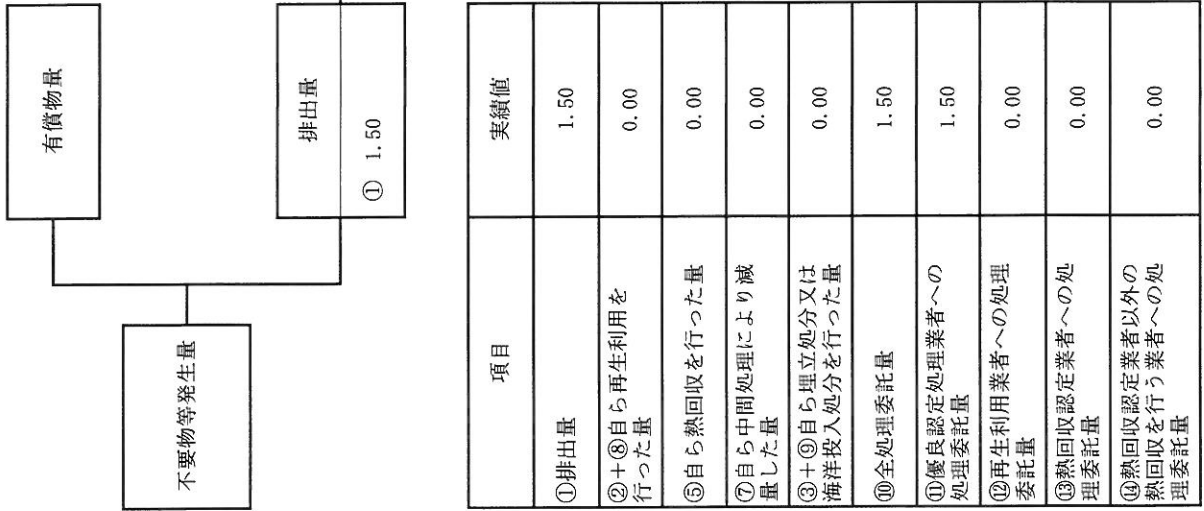 不要物等発生量
有償物量
排出量
① 1.50
項目
実績値
①排出量
1.50
②+⑧自ら再生利用を
行った量
0.00
⑤自ら熱回収を行った量
0.00
⑦自ら中間処理により減
量した量
0.00
③+⑨自ら埋立処分又は
海洋投入処分を行った量
0.00
⑩全処理委託量
1.50
⑪優良認定処理業者への
処理委託量
1.50
⑫再生利用業者への処理
委託量
0.00
⑬熱回収認定業者への処
理委託量
0.00
⑭熱回収認定業者以外の
熱回収を行う業者への処
理委託量
0.00